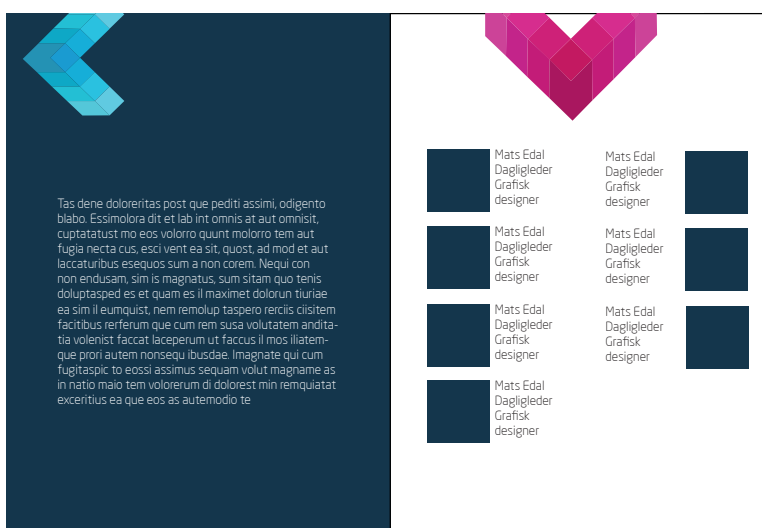 Tas dene doloreritas post que pediti assimi, odigento
blabo. Essimolora dit et lab int omnis at aut omnisit,
cuptatatust mo eos volorro quunt molorro tem aut
fugia necta cus, esci vent ea sit, quost, ad mod et aut
laccaturibus esequos sum a non corem. Nequi con
non endusam, sim is magnatus, sum sitam quo tenis
doluptasped es et quam es il maximet dolorun tiuriae
ea sim il eumquist, nem remolup taspero rerciis ciisitem
facitibus rerferum que cum rem susa volutatem andita-
tia volenist faccat laceperum ut faccus il mos iliatem-
que prori autem nonsequ ibusdae. Imagnate qui cum
fugitaspic to eossi assimus sequam volut magname as
in natio maio tem volorerum di dolorest min remquiatat
exceritius ea que eos as autemodio te
Mats Edal
Dagligleder
Grafisk
designer
Mats Edal
Dagligleder
Grafisk
designer
Mats Edal
Dagligleder
Grafisk
designer
Mats Edal
Dagligleder
Grafisk
designer
Mats Edal
Dagligleder
Grafisk
designer
Mats Edal
Dagligleder
Grafisk
designer
Mats Edal
Dagligleder
Grafisk
designer